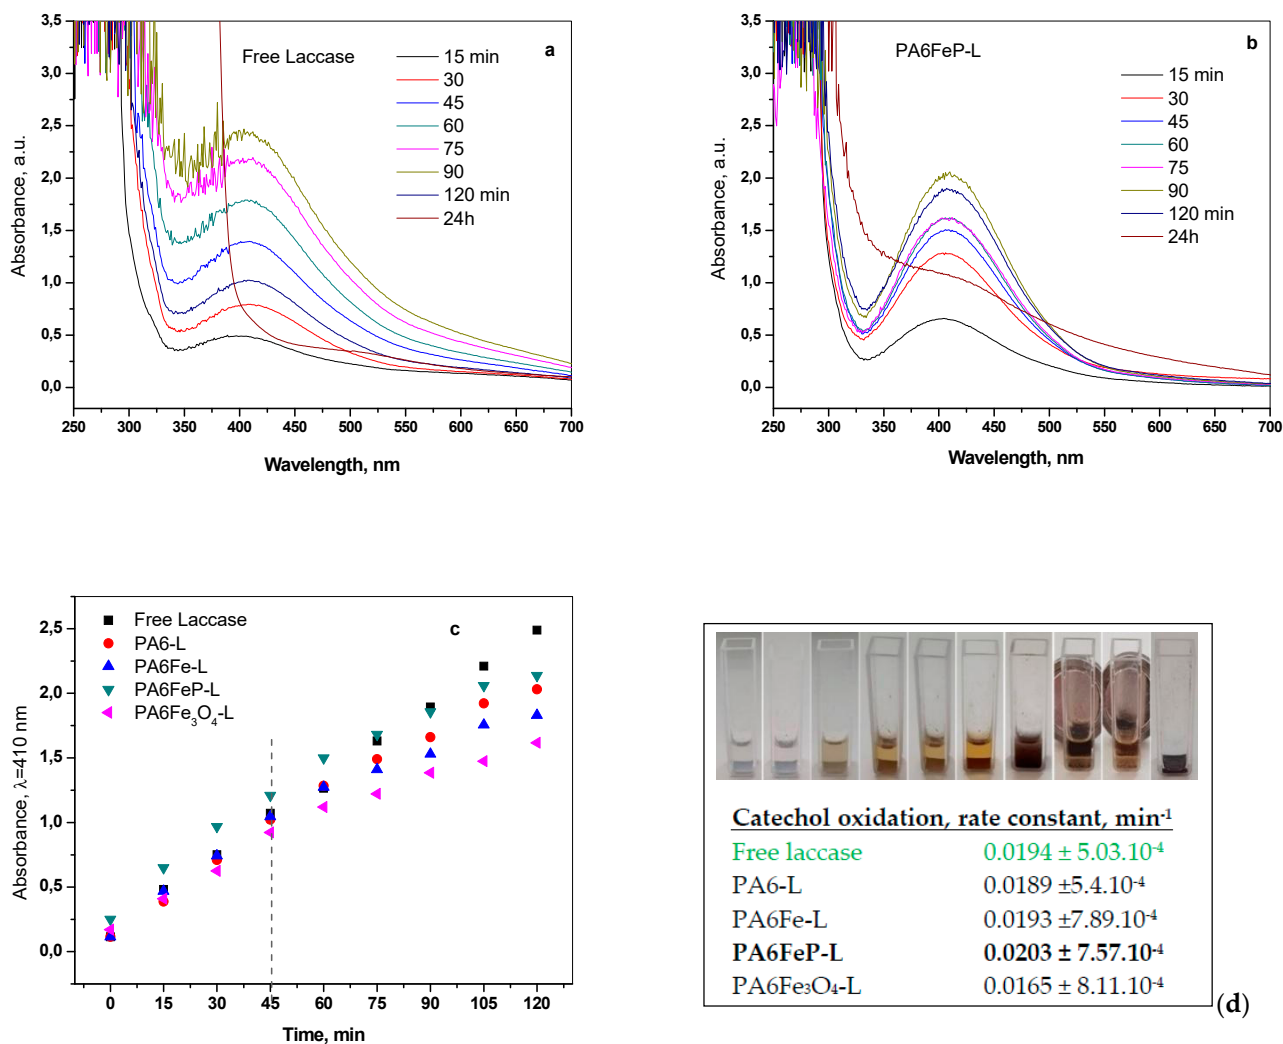 3,5
3,0
2,5
2,0
1,5
1,0
0,5
0,0
Absorbance, a.u.
Free Laccase
a
15 min
30
45
60
75
90
120 min
24h
250 300 350 400 450 500 550 600 650 700
Wavelength, nm
3,5
3,0
2,5
2,0
1,5
1,0
0,5
0,0
Absorbance, a.u.
PA6FeP-L
b
15 min
30
45
60
75
90
120 min
24h
250 300 350 400 450 500 550 600 650 700
Wavelength, nm
2,5
2,0
1,5
1,0
0,5
0,0
Absorbance, λ=410 nm
Free Laccase
PA6-L
PA6Fe-L
PA6FeP-L
PA6Fe₃O₄-L
c
0 15 30 45 60 75 90 105 120
Time, min
Catechol oxidation, rate constant, min⁻¹
Free laccase 0.0194 ± 5.03.10⁻⁴
PA6-L 0.0189 ±5.4.10⁻⁴
PA6Fe-L 0.0193 ±7.89.10⁻⁴
PA6FeP-L 0.0203 ± 7.57.10⁻⁴
PA6Fe₃O₄-L 0.0165 ± 8.11.10⁻⁴
(d)